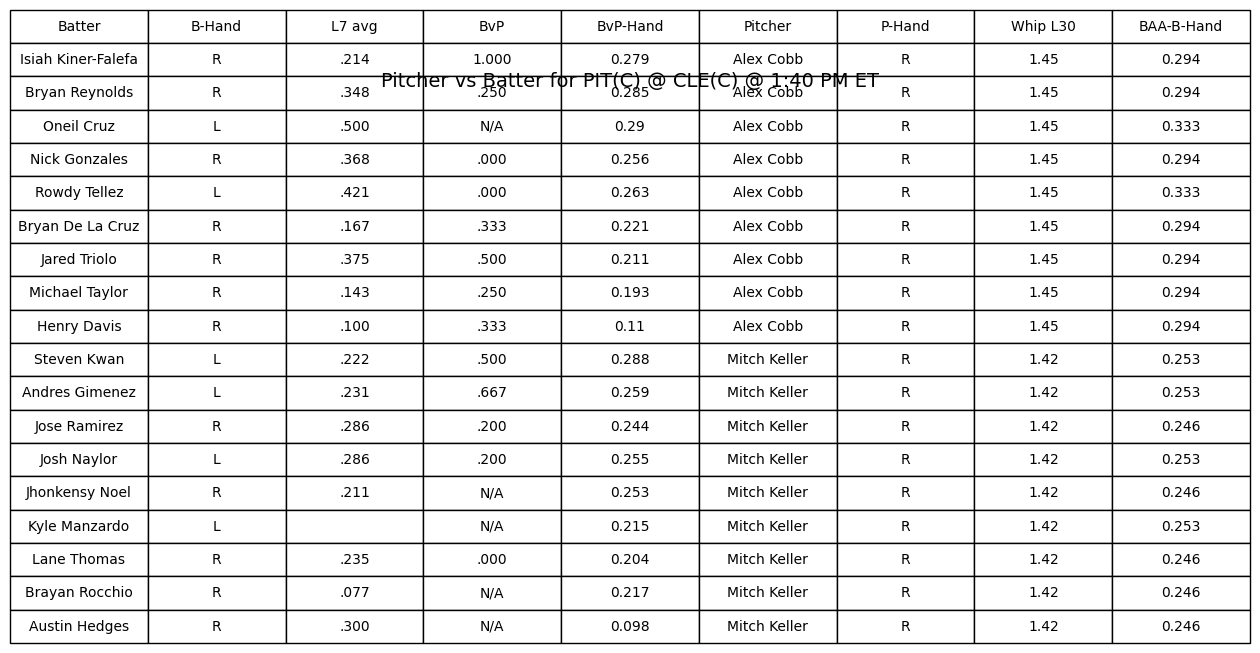 Batter B-Hand L7 avg BvP BvP-Hand Pitcher P-Hand Whip L30 BAA-B-Hand
Isiah Kiner-Falefa R .214 1.000 0.279 Alex Cobb R 1.45 0.294
Pitcher vs Batter for PIT(C) @ CLE(C) @ 1:40 PM ET
Bryan Reynolds R .348 .250 0.285 Alex Cobb R 1.45 0.294
Oneil Cruz L .500 N/A 0.29 Alex Cobb R 1.45 0.333
Nick Gonzales R .368 .000 0.256 Alex Cobb R 1.45 0.294
Rowdy Tellez L .421 .000 0.263 Alex Cobb R 1.45 0.333
Bryan De La Cruz R .167 .333 0.221 Alex Cobb R 1.45 0.294
Jared Triolo R .375 .500 0.211 Alex Cobb R 1.45 0.294
Michael Taylor R .143 .250 0.193 Alex Cobb R 1.45 0.294
Henry Davis R .100 .333 0.11 Alex Cobb R 1.45 0.294
Steven Kwan L .222 .500 0.288 Mitch Keller R 1.42 0.253
Andres Gimenez L .231 .667 0.259 Mitch Keller R 1.42 0.253
Jose Ramirez R .286 .200 0.244 Mitch Keller R 1.42 0.246
Josh Naylor L .286 .200 0.255 Mitch Keller R 1.42 0.253
Jhonkensy Noel R .211 N/A 0.253 Mitch Keller R 1.42 0.246
Kyle Manzardo L N/A 0.215 Mitch Keller R 1.42 0.253
Lane Thomas R .235 .000 0.204 Mitch Keller R 1.42 0.246
Brayan Rocchio R .077 N/A 0.217 Mitch Keller R 1.42 0.246
Austin Hedges R .300 N/A 0.098 Mitch Keller R 1.42 0.246